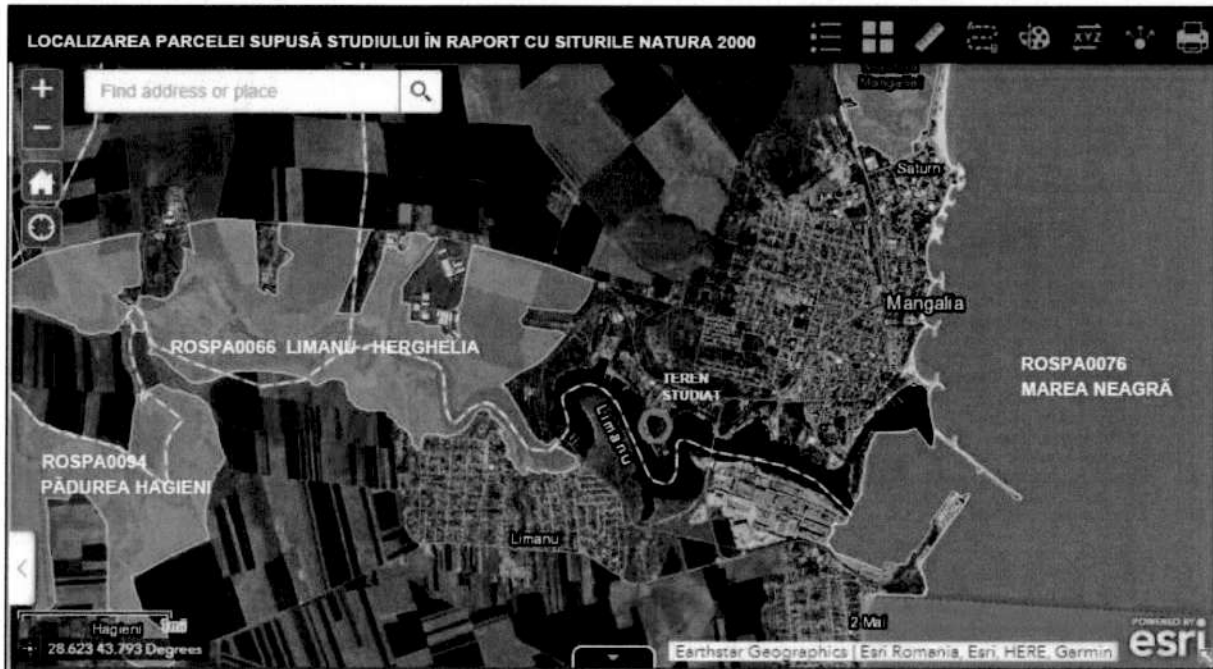 LOCALIZAREA PARCELEI SUPUSĂ STUDIULUI ÎN RAPORT CU SITURILE NATURA 2000
XYZ
+
Find address or place
−
Mangalia
Saturn
Mangalia
ROSPA0066 LIMANU - HERGHELIA
TEREN
STUDIAT
ROSPA0076
MAREA NEAGRĂ
Limanu
ROSPA0094
PĂDUREA HAGIENI
Limanu
Hagieni
2 Mai
28.623 43.793 Degrees
Earthstar Geographics | Esri Romania, Esri, HERE, Garmin
POWERED BY
esri